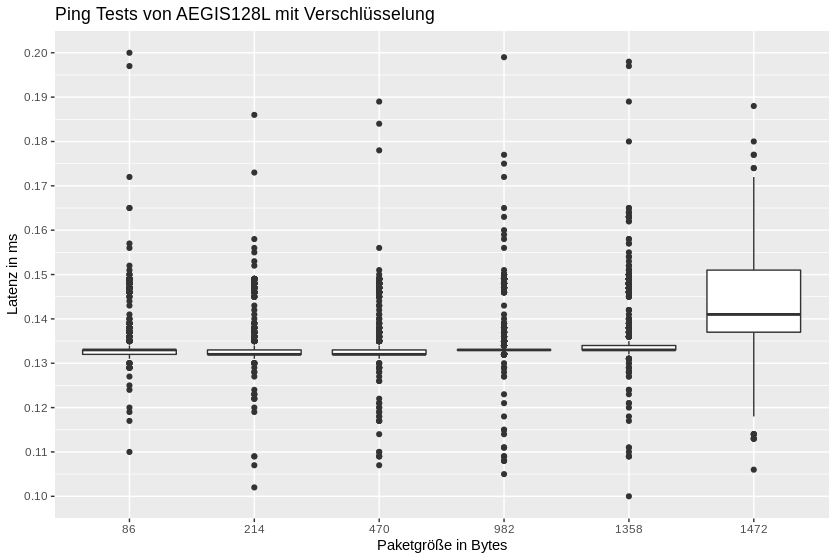 Ping Tests von AEGIS128L mit Verschlüsselung
Latenz in ms
0.20
0.19
0.18
0.17
0.16
0.15
0.14
0.13
0.12
0.11
0.10
86 214 470 982 1358 1472
Paketgröße in Bytes